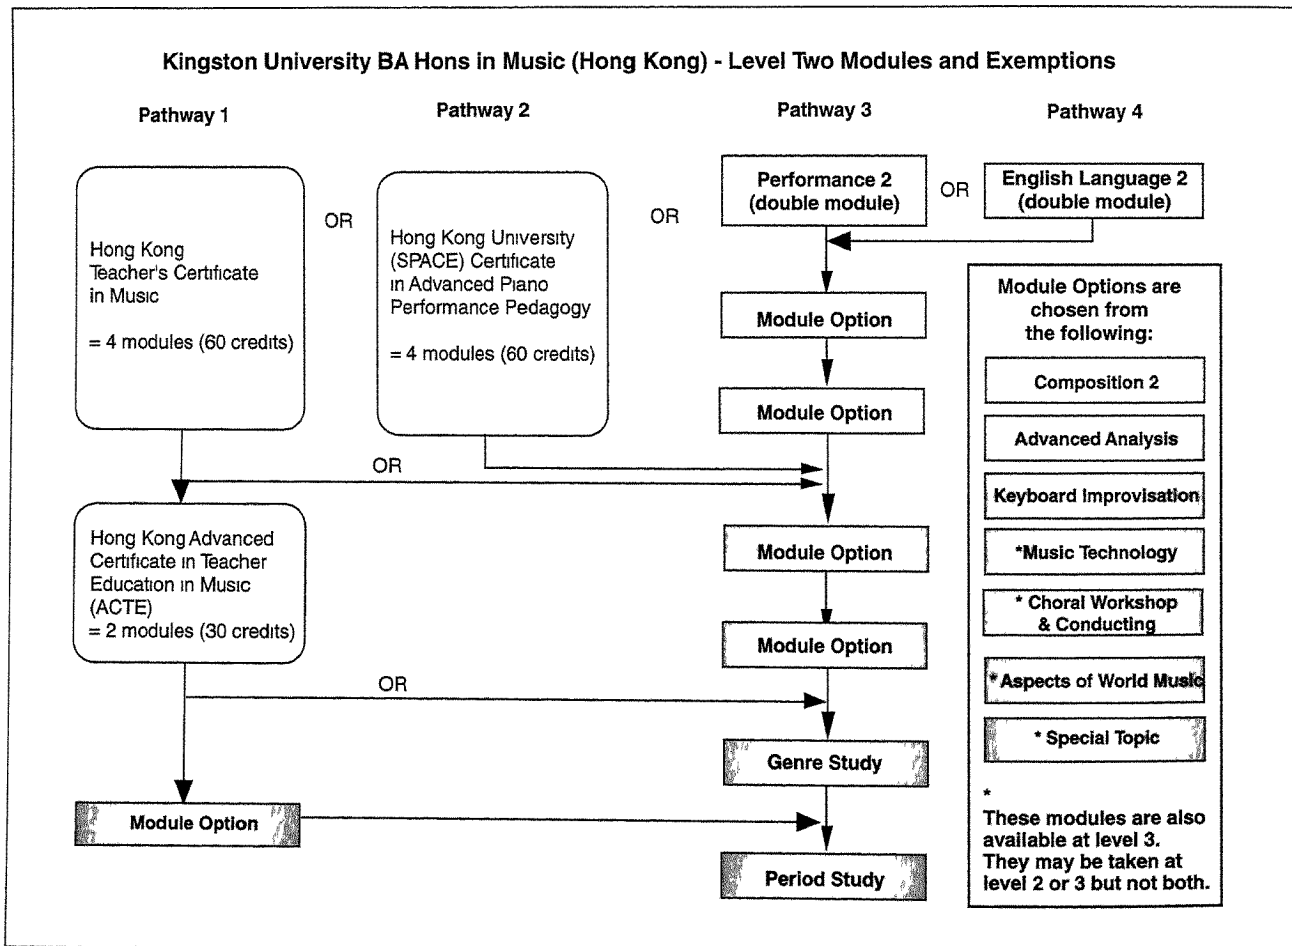 Kingston University BA Hons in Music (Hong Kong) - Level Two Modules and Exemptions
Pathway 1
Pathway 2
Pathway 3
Pathway 4
Hong Kong
Teacher's Certificate
in Music
= 4 modules (60 credits)
OR
Hong Kong University
(SPACE) Certificate
in Advanced Piano
Performance Pedagogy
= 4 modules (60 credits)
OR
Performance 2
(double module)
OR
English Language 2
(double module)
Module Option
Module Option
OR
Hong Kong Advanced
Certificate in Teacher
Education in Music
(ACTE)
= 2 modules (30 credits)
Module Option
Module Option
OR
Genre Study
Module Option
Period Study
Module Options are
chosen from
the following:
Composition 2
Advanced Analysis
Keyboard Improvisation
*Music Technology
* Choral Workshop
& Conducting
* Aspects of World Music
* Special Topic
*
These modules are also
available at level 3.
They may be taken at
level 2 or 3 but not both.